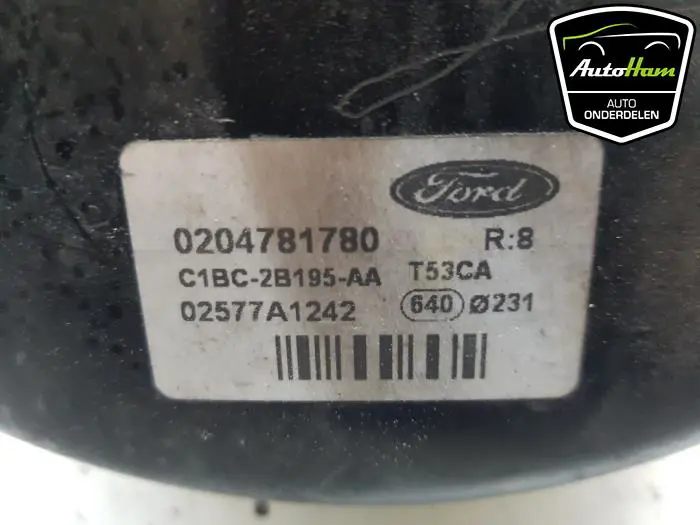 AutoHam
AUTO
ONDERDELEN
Ford
0204781780 R:8
C1BC-2B195-AA T53CA
02577A1242 640 Ø231